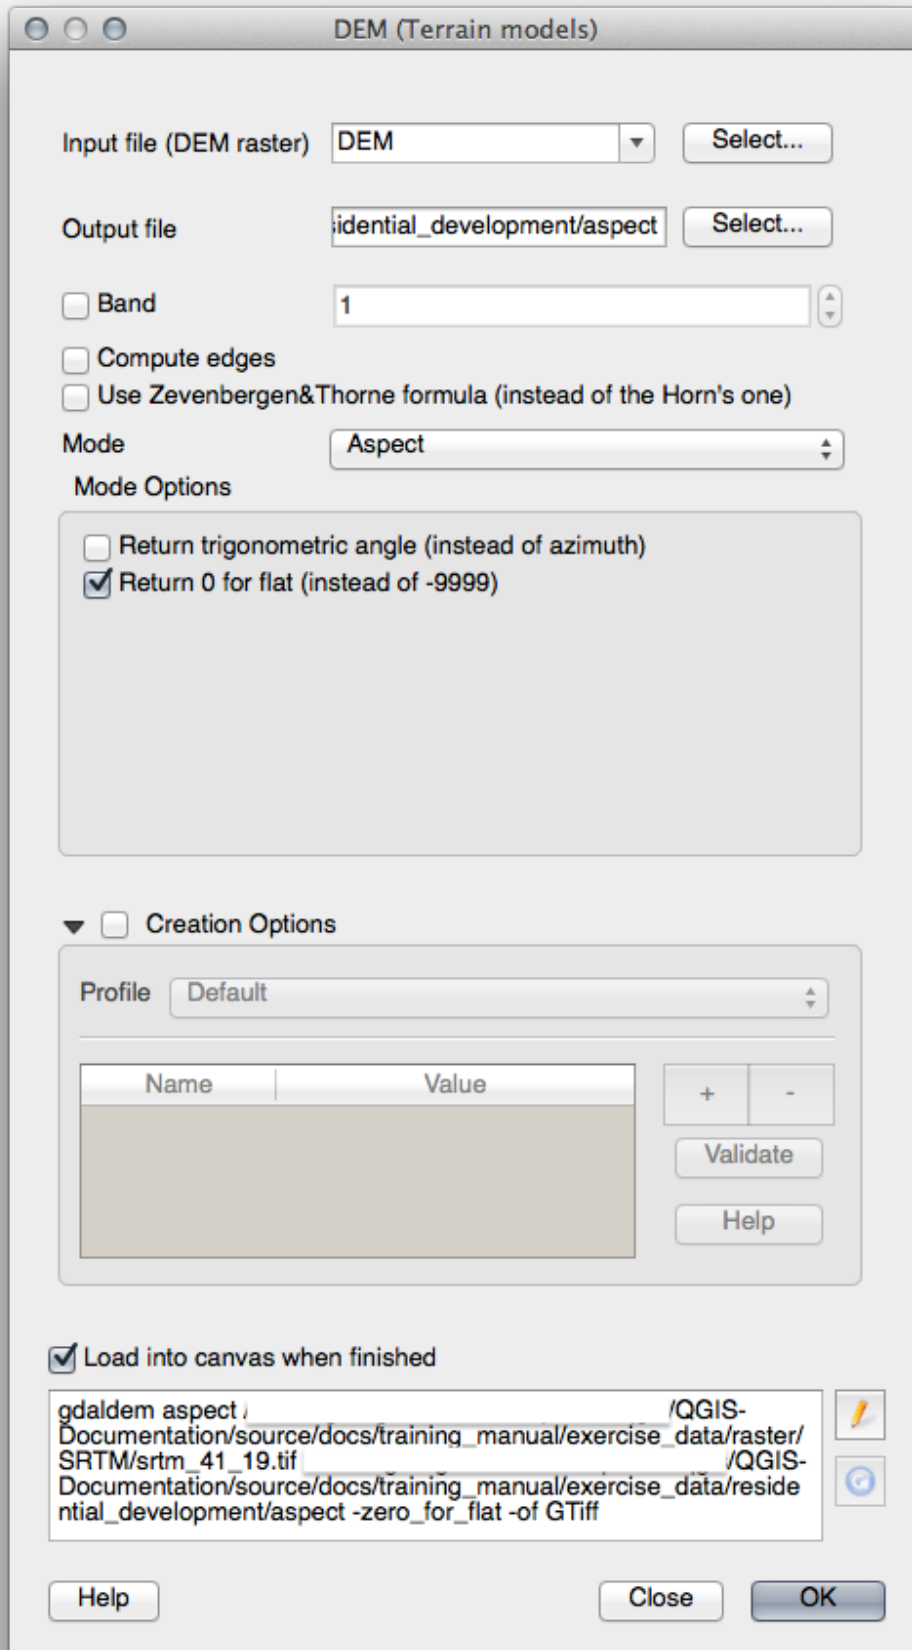 DEM (Terrain models)
Input file (DEM raster) DEM Select...
Output file sidential_development/aspect Select...
Band 1
Compute edges
Use Zevenbergen&Thorne formula (instead of the Horn's one)
Mode Aspect
Mode Options
Return trigonometric angle (instead of azimuth)
Return 0 for flat (instead of -9999)
Creation Options
Profile Default
Name Value + -
Validate
Help
Load into canvas when finished
gdaldem aspect /QGIS-
Documentation/source/docs/training_manual/exercise_data/raster/
SRTM/srtm_41_19.tif /QGIS-
Documentation/source/docs/training_manual/exercise_data/reside
ntial_development/aspect -zero_for_flat -of GTiff
Help Close OK